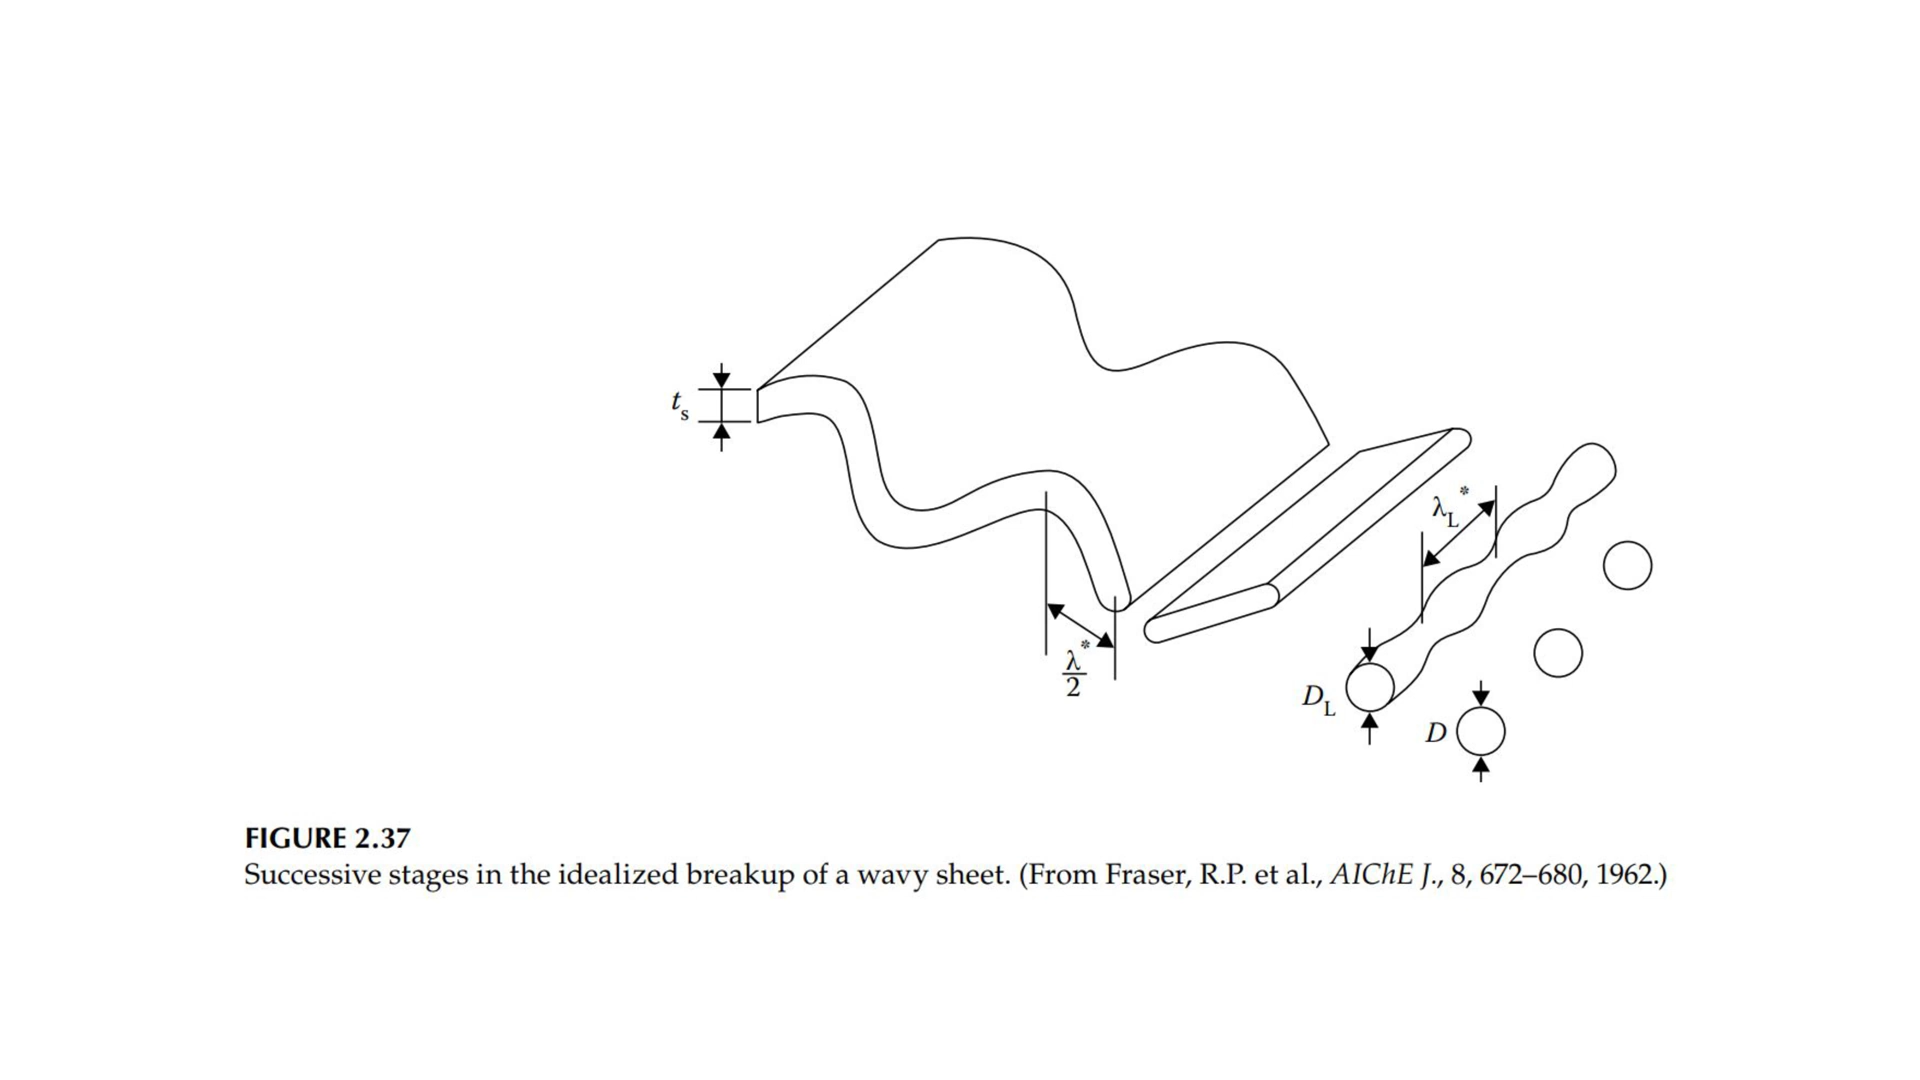 t_s
λ*
2
λ_L*
D_L
D
FIGURE 2.37
Successive stages in the idealized breakup of a wavy sheet. (From Fraser, R.P. et al., AIChE J., 8, 672–680, 1962.)